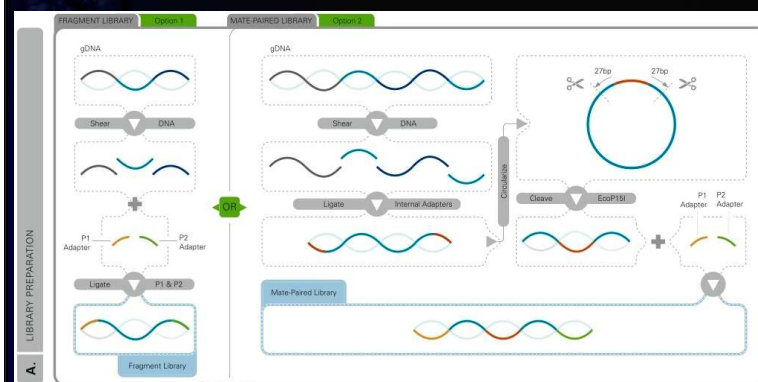 FRAGMENT LIBRARY
Option 1
MATE-PAIRED LIBRARY
Option 2
LIBRARY PREPARATION
A.
gDNA
Shear
DNA
P1
Adapter
P2
Adapter
Ligate
P1 & P2
Fragment Library
OR
gDNA
Shear
DNA
Ligate
Internal Adapters
Circularize
27bp
27bp
Cleave
EcoP15I
P1
Adapter
P2
Adapter
Mate-Paired Library